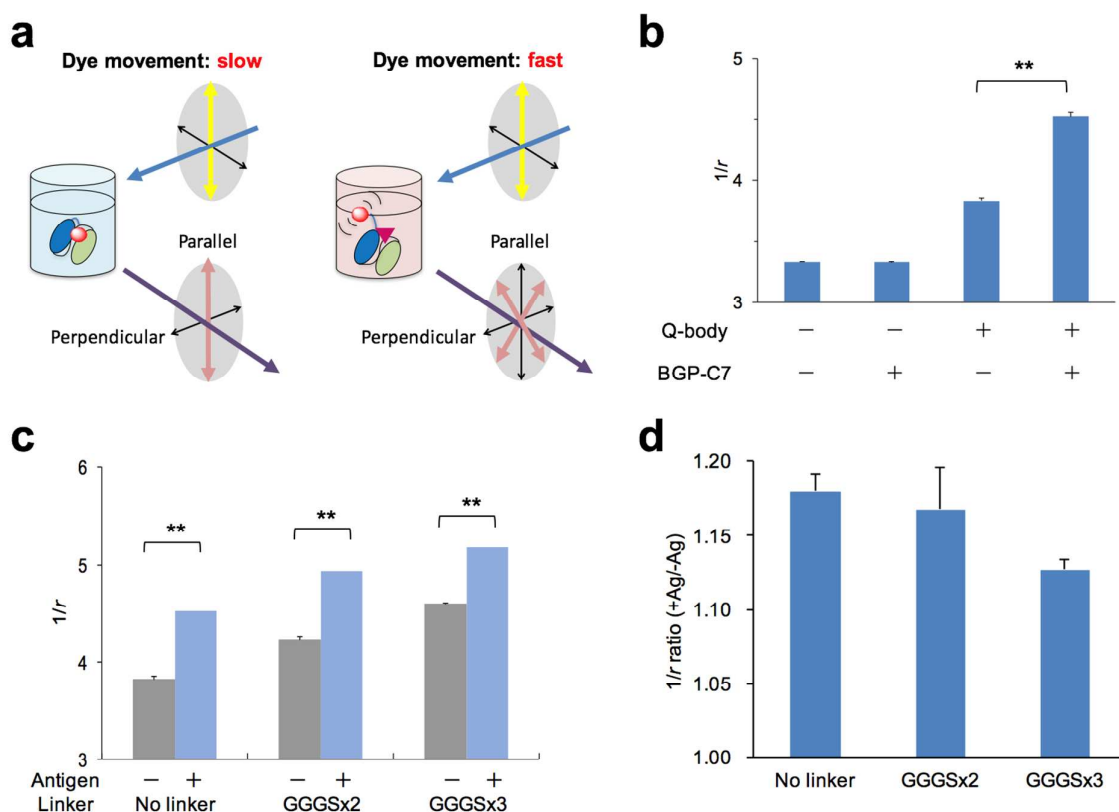 a
Dye movement: slow
Dye movement: fast
Parallel
Perpendicular
Parallel
Perpendicular
b
5
4
3
1/r
**
Q-body − − + +
BGP-C7 − + − +
c
6
5
4
3
1/r
** ** **
Antigen − + − + − +
Linker No linker GGGSx2 GGGSx3
d
1.20
1.15
1.10
1.05
1.00
1/r ratio (+Ag/-Ag)
No linker GGGSx2 GGGSx3